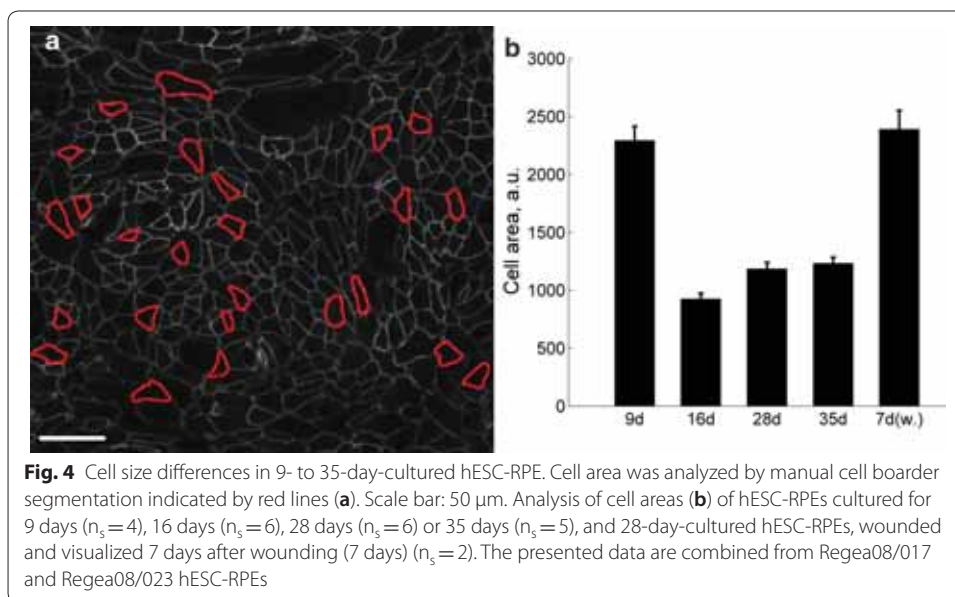 a
b
3000
2500
2000
1500
1000
500
0
Cell area, a.u.
9d 16d 28d 35d 7d(w.)
Fig. 4 Cell size differences in 9- to 35-day-cultured hESC-RPE. Cell area was analyzed by manual cell boarder
segmentation indicated by red lines (a). Scale bar: 50 μm. Analysis of cell areas (b) of hESC-RPEs cultured for
9 days (ns = 4), 16 days (ns = 6), 28 days (ns = 6) or 35 days (ns = 5), and 28-day-cultured hESC-RPEs, wounded
and visualized 7 days after wounding (7 days) (ns = 2). The presented data are combined from Regea08/017
and Regea08/023 hESC-RPEs